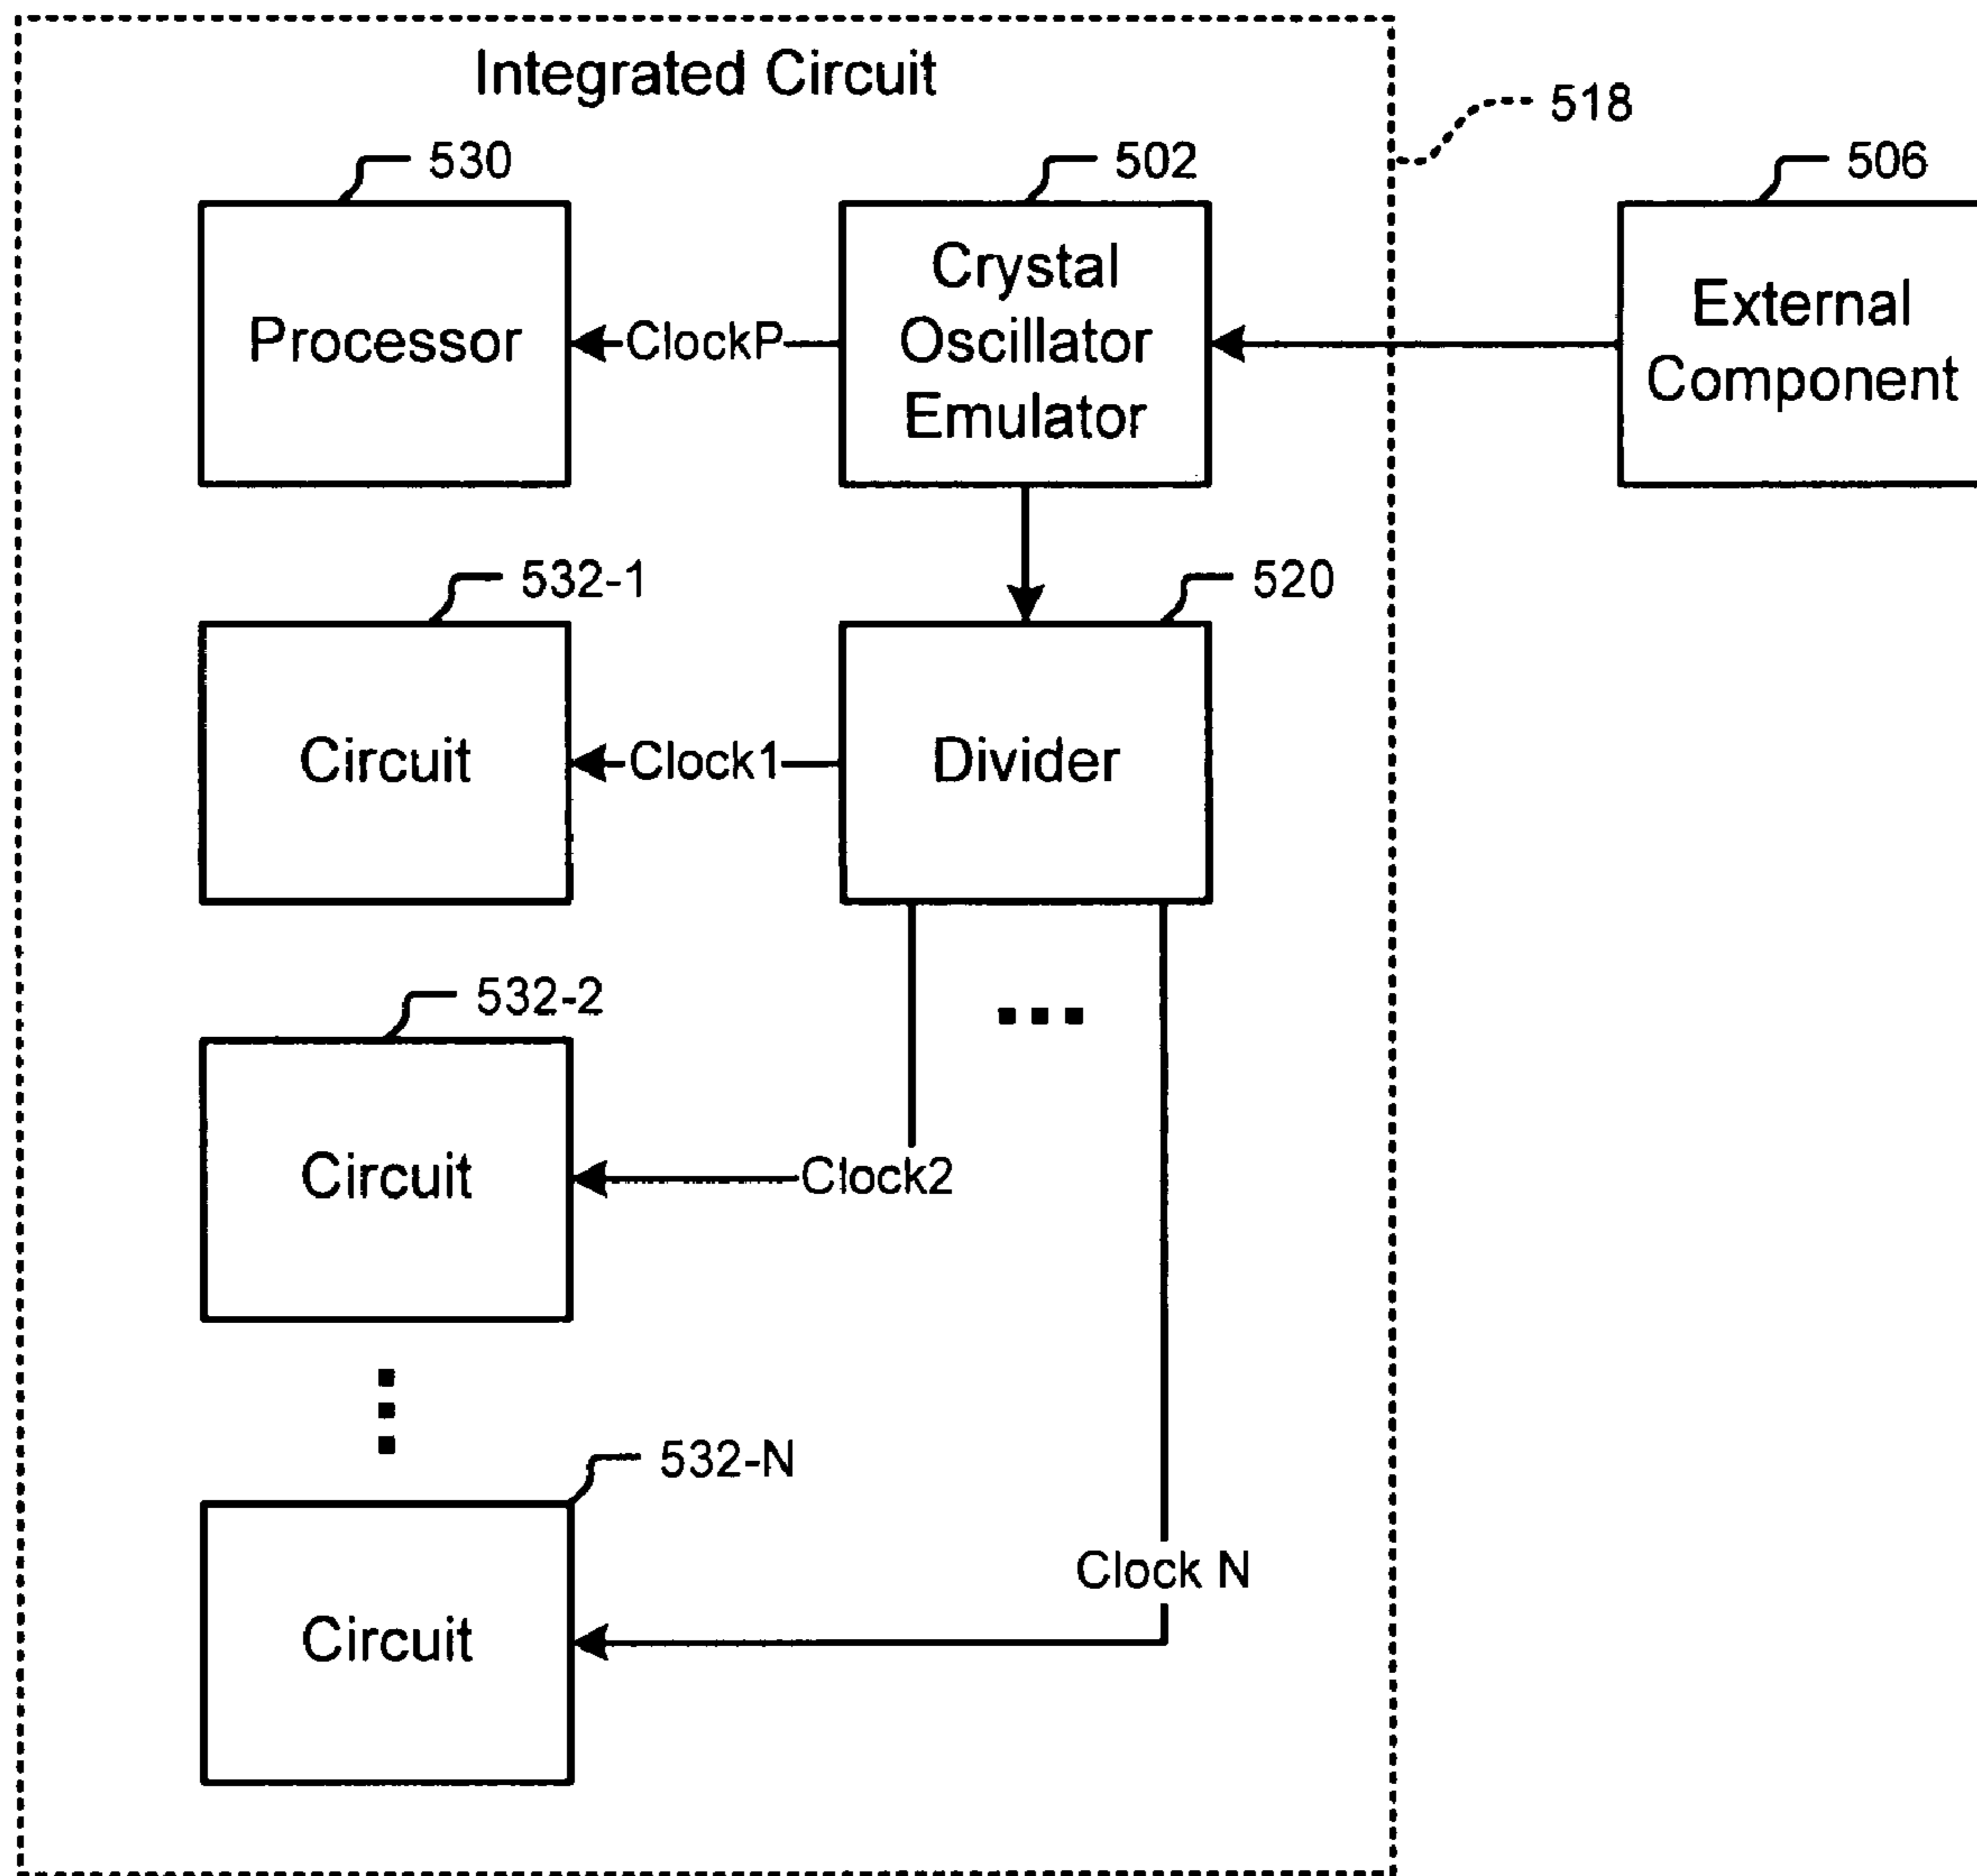 Integrated Circuit
518
530
502
506
Processor
ClockP
Crystal
Oscillator
Emulator
External
Component
532-1
520
Circuit
Clock1
Divider
532-2
Circuit
Clock2
532-N
Clock N
Circuit